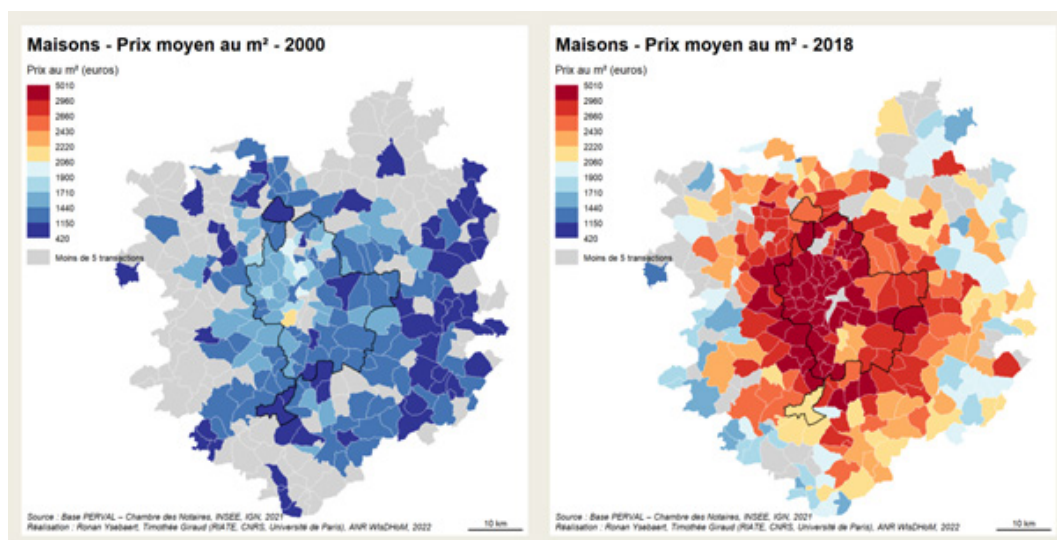 Maisons - Prix moyen au m² - 2000
Prix au m² (euros)
5010
2960
2660
2430
2220
2060
1900
1710
1440
1150
420
Moins de 5 transactions
Source : Base PERVAL – Chambre des Notaires, INSEE, IGN, 2021
Réalisation : Ronan Ysebaert, Timothée Giraud (RIATE, CNRS, Université de Paris), ANR WIsDHoM, 2022
10 km
Maisons - Prix moyen au m² - 2018
Prix au m² (euros)
5010
2960
2660
2430
2220
2060
1900
1710
1440
1150
420
Moins de 5 transactions
Source : Base PERVAL – Chambre des Notaires, INSEE, IGN, 2021
Réalisation : Ronan Ysebaert, Timothée Giraud (RIATE, CNRS, Université de Paris), ANR WIsDHoM, 2022
10 km